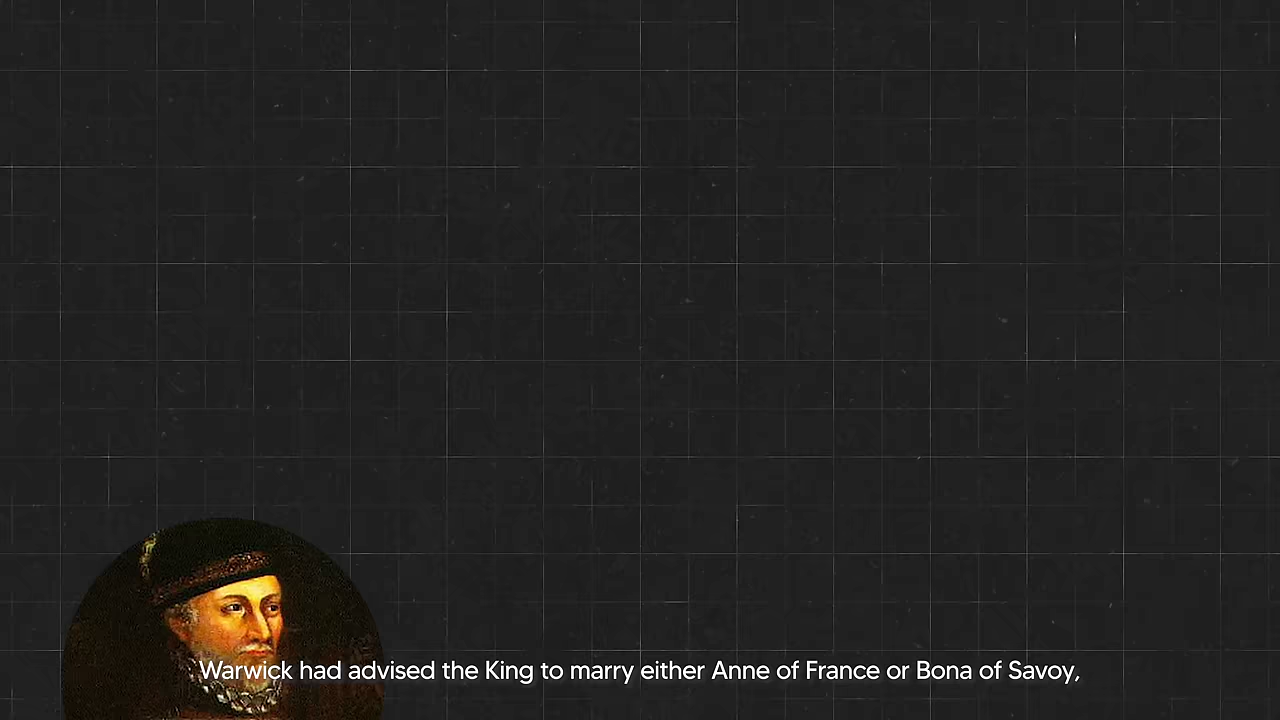 Warwick had advised the King to marry either Anne of France or Bona of Savoy,